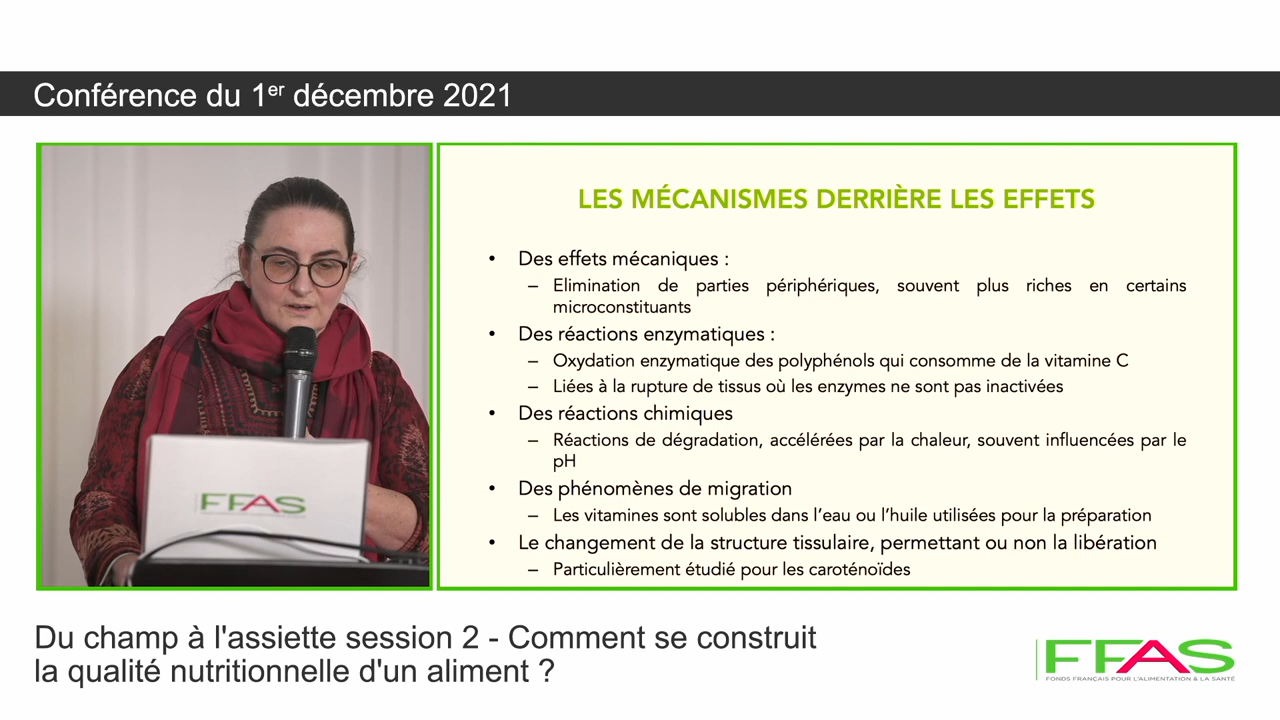 Conférence du 1er décembre 2021
FFAS
LES MÉCANISMES DERRIÈRE LES EFFETS
• Des effets mécaniques :
– Elimination de parties périphériques, souvent plus riches en certains
microconstituants
• Des réactions enzymatiques :
– Oxydation enzymatique des polyphénols qui consomme de la vitamine C
– Liées à la rupture de tissus où les enzymes ne sont pas inactivées
• Des réactions chimiques
– Réactions de dégradation, accélérées par la chaleur, souvent influencées par le
pH
• Des phénomènes de migration
– Les vitamines sont solubles dans l’eau ou l’huile utilisées pour la préparation
• Le changement de la structure tissulaire, permettant ou non la libération
– Particulièrement étudié pour les caroténoïdes
Du champ à l'assiette session 2 - Comment se construit
la qualité nutritionnelle d'un aliment ?
FFAS
FONDS FRANÇAIS POUR L'ALIMENTATION & LA SANTÉ